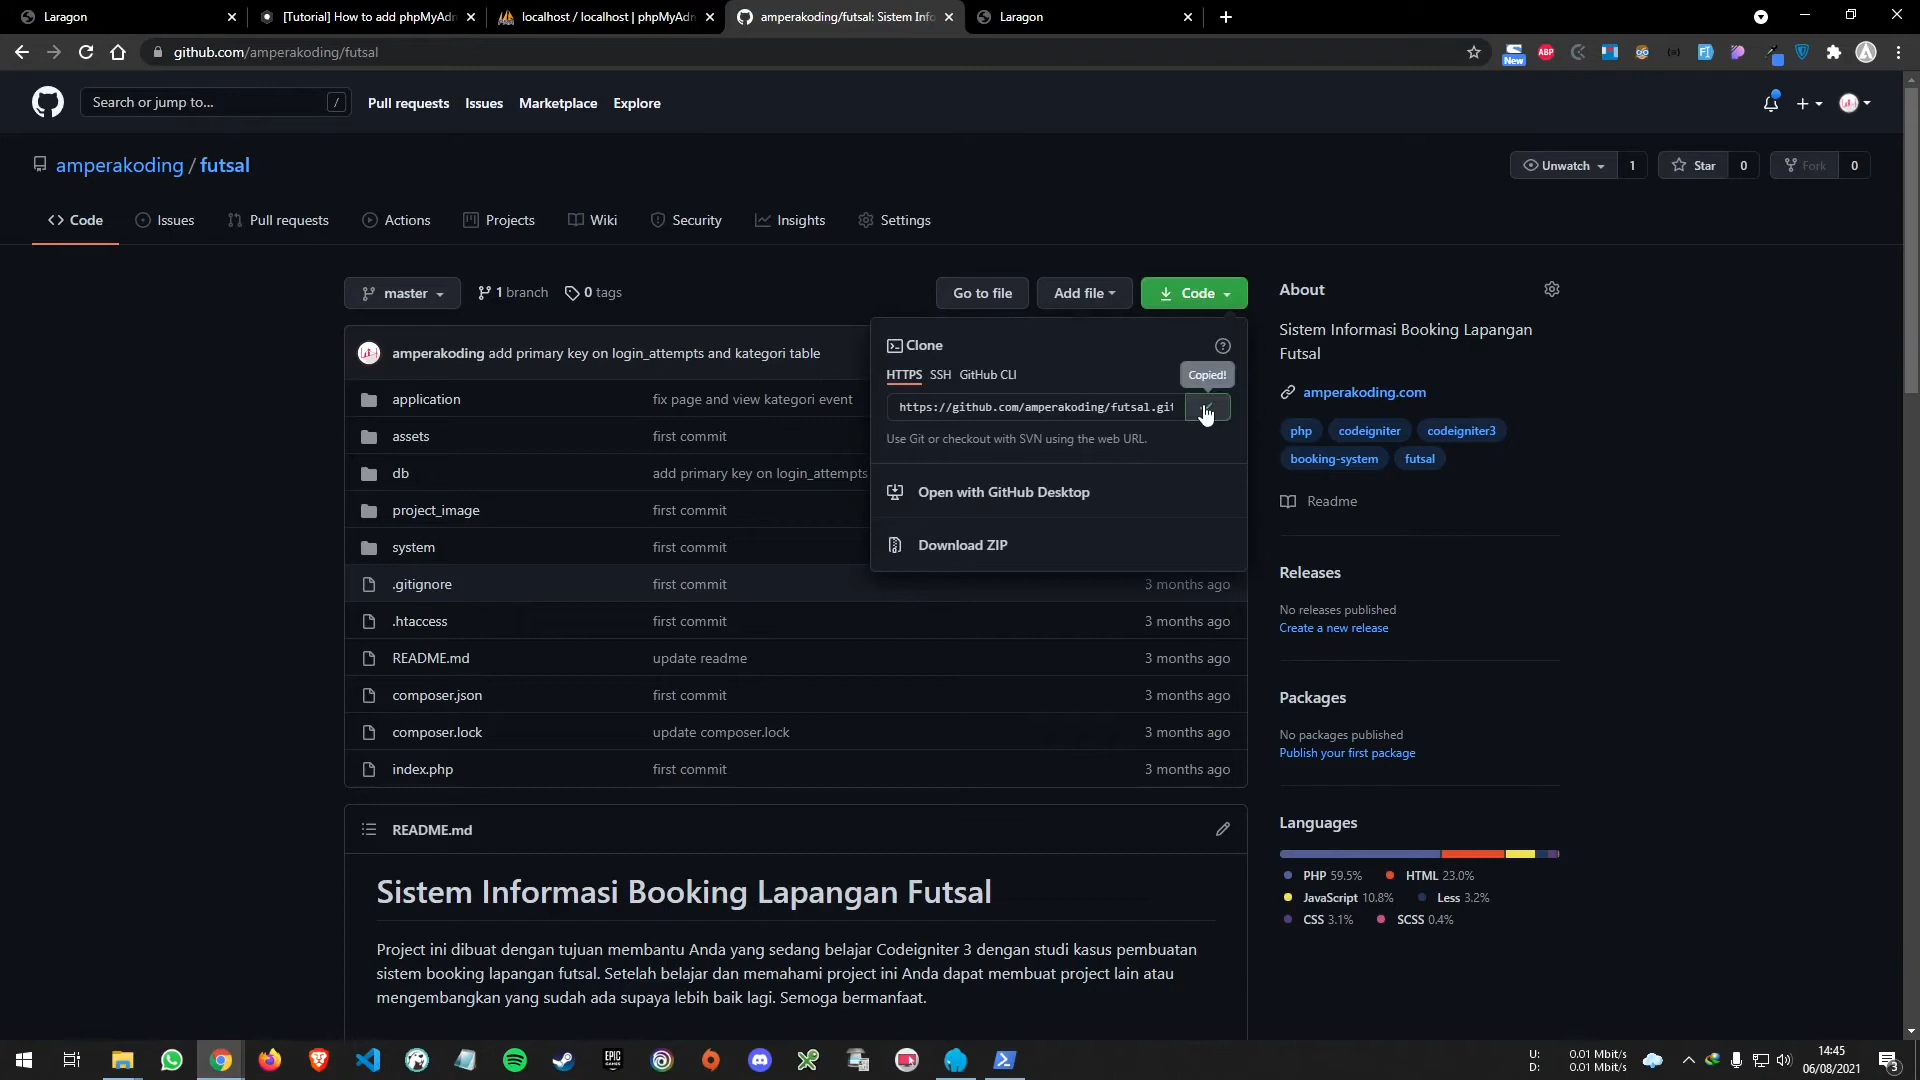 Laragon
[Tutorial] How to add phpMyAdn
localhost / localhost | phpMyAdn
amperakoding/futsal: Sistem Info
Laragon
github.com/amperakoding/futsal
New
ABP
Search or jump to...
/
Pull requests
Issues
Marketplace
Explore
amperakoding / futsal
Unwatch
1
Star
0
Fork
0
Code
Issues
Pull requests
Actions
Projects
Wiki
Security
Insights
Settings
master
1 branch
0 tags
Go to file
Add file
Code
About
Sistem Informasi Booking Lapangan
Futsal
amperakoding.com
php
codeigniter
codeigniter3
booking-system
futsal
Readme
Clone
HTTPS
SSH
GitHub CLI
Copied!
https://github.com/amperakoding/futsal.git
Use Git or checkout with SVN using the web URL.
Open with GitHub Desktop
Download ZIP
amperakoding add primary key on login_attempts and kategori table
application
fix page and view kategori event
assets
first commit
db
add primary key on login_attempts
project_image
first commit
system
first commit
.gitignore
first commit
3 months ago
.htaccess
first commit
3 months ago
README.md
update readme
3 months ago
composer.json
first commit
3 months ago
composer.lock
update composer.lock
3 months ago
index.php
first commit
3 months ago
Releases
No releases published
Create a new release
Packages
No packages published
Publish your first package
Languages
PHP 59.5%
HTML 23.0%
JavaScript 10.8%
Less 3.2%
CSS 3.1%
SCSS 0.4%
README.md
Sistem Informasi Booking Lapangan Futsal
Project ini dibuat dengan tujuan membantu Anda yang sedang belajar Codeigniter 3 dengan studi kasus pembuatan
sistem booking lapangan futsal. Setelah belajar dan memahami project ini Anda dapat membuat project lain atau
mengembangkan yang sudah ada supaya lebih baik lagi. Semoga bermanfaat.
EPIC
GAMES
U: 0.01 Mbit/s
D: 0.01 Mbit/s
14:45
06/08/2021
3